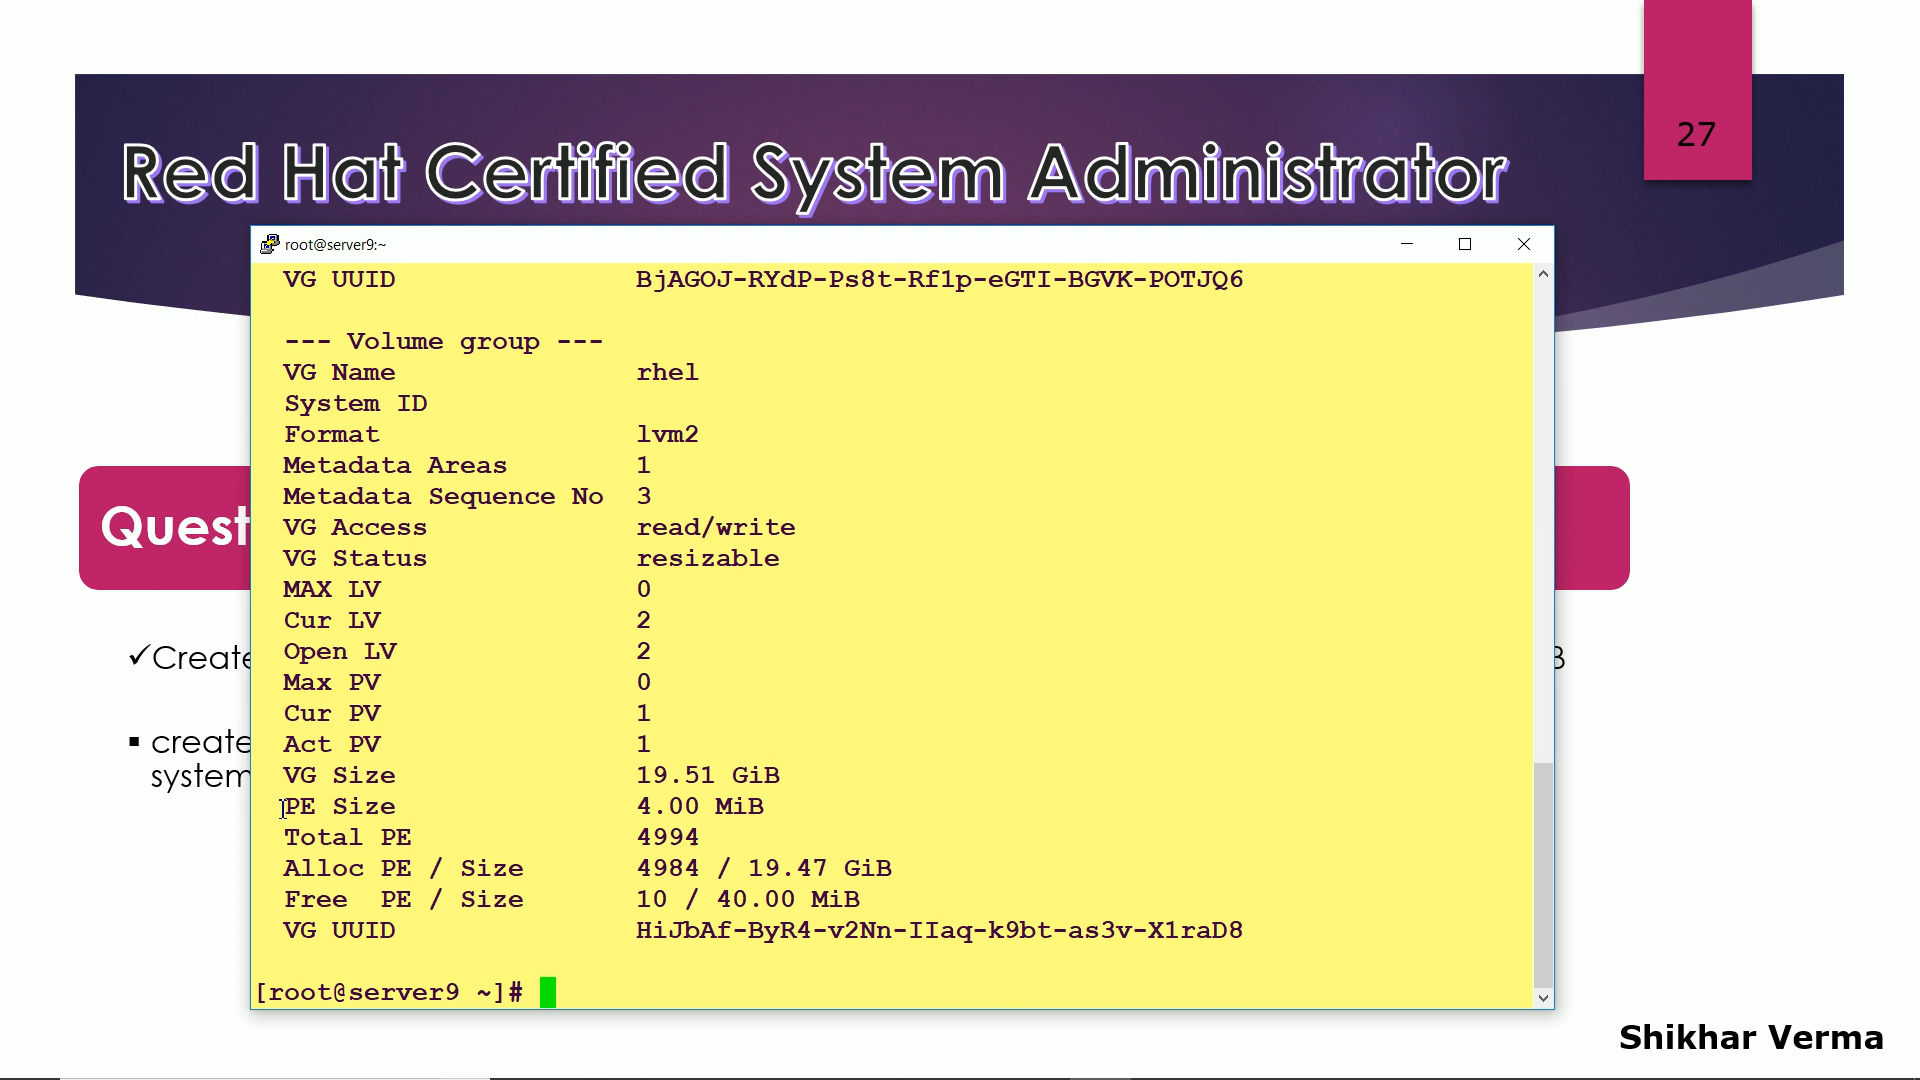 27
Red Hat Certified System Administrator
root@server9:~
VG UUID BjAGOJ-RYdP-Ps8t-Rf1p-eGTI-BGVK-POTJQ6
--- Volume group ---
VG Name rhel
System ID
Format lvm2
Metadata Areas 1
Metadata Sequence No 3
VG Access read/write
VG Status resizable
MAX LV 0
Cur LV 2
Open LV 2
Max PV 0
Cur PV 1
Act PV 1
VG Size 19.51 GiB
PE Size 4.00 MiB
Total PE 4994
Alloc PE / Size 4984 / 19.47 GiB
Free PE / Size 10 / 40.00 MiB
VG UUID HiJbAf-ByR4-v2Nn-IIaq-k9bt-as3v-X1raD8
[root@server9 ~]#
Quest
✓Create
▪ create
system
Shikhar Verma